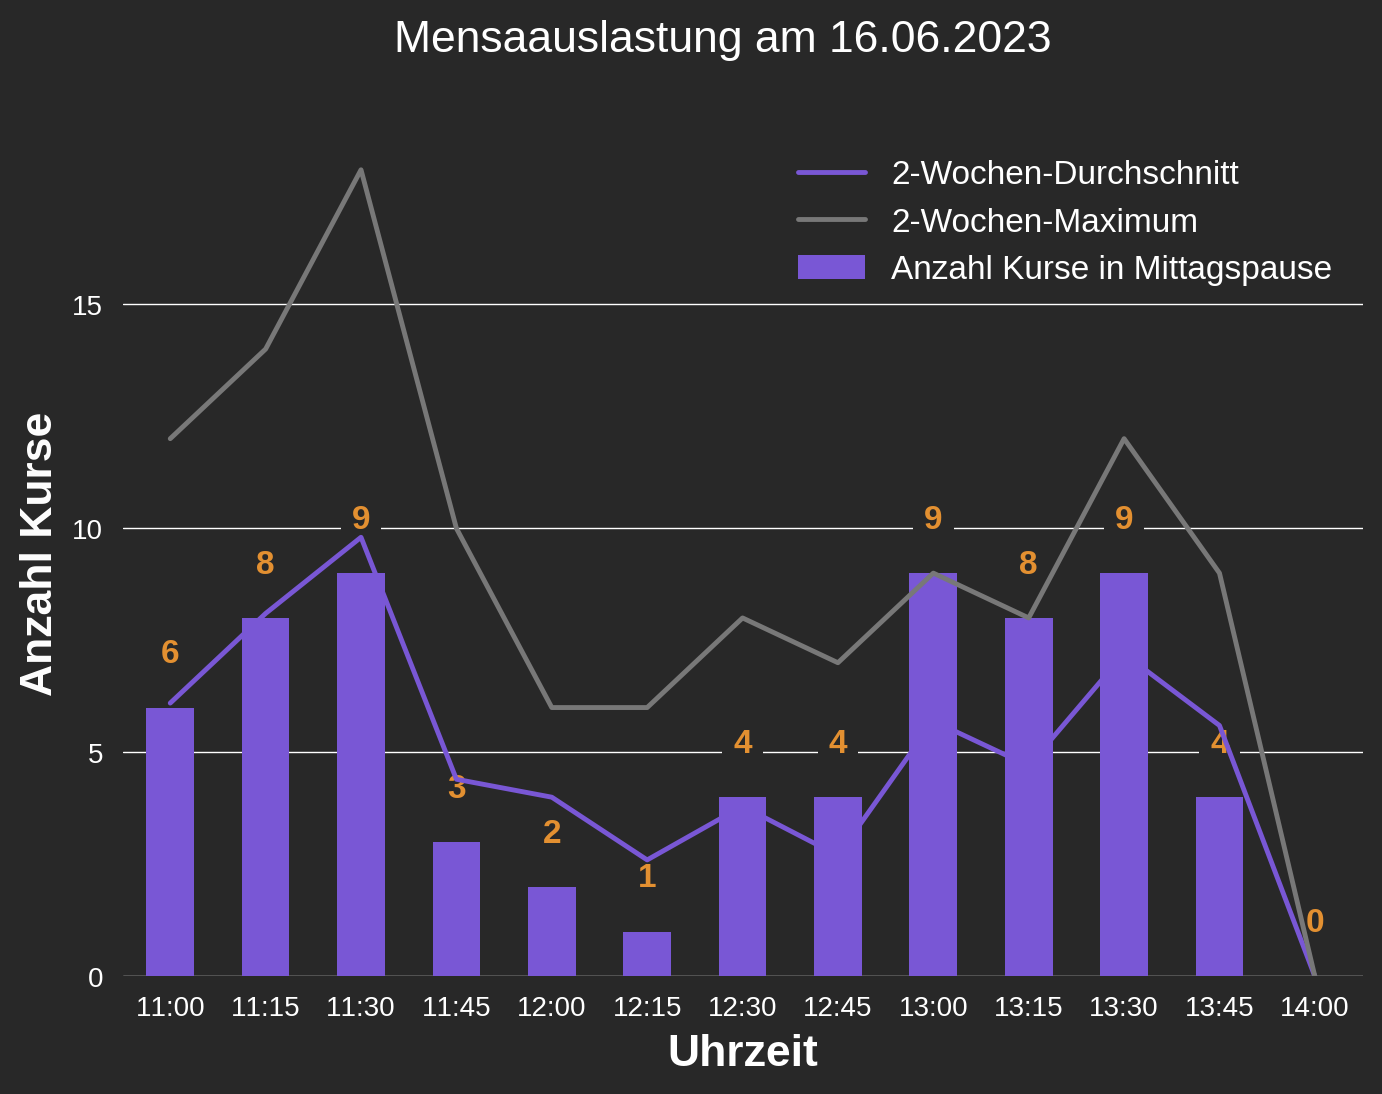 Mensaauslastung am 16.06.2023
2-Wochen-Durchschnitt
2-Wochen-Maximum
Anzahl Kurse in Mittagspause
Anzahl Kurse
15
10
5
0
6
8
9
3
2
1
4
4
9
8
9
4
0
11:00 11:15 11:30 11:45 12:00 12:15 12:30 12:45 13:00 13:15 13:30 13:45 14:00
Uhrzeit